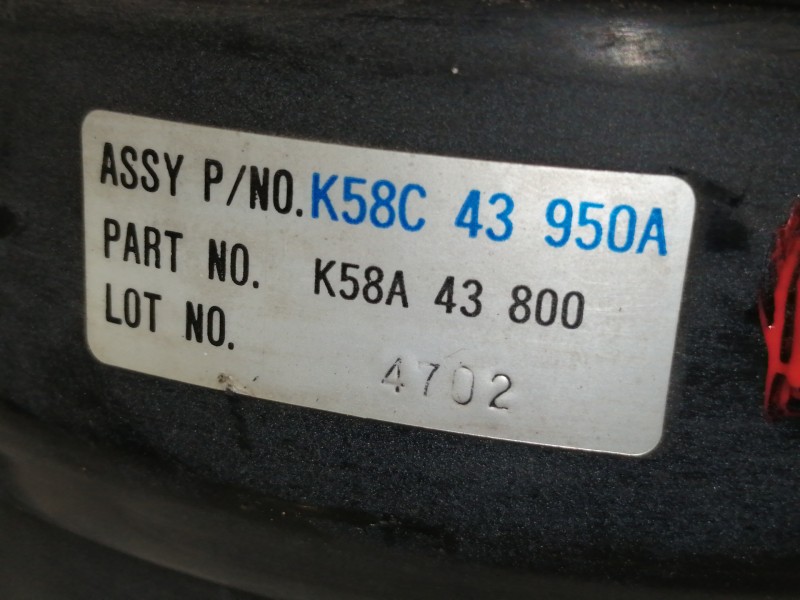 ASSY P/NO. K58C 43 950A
PART NO. K58A 43 800
LOT NO. 4702